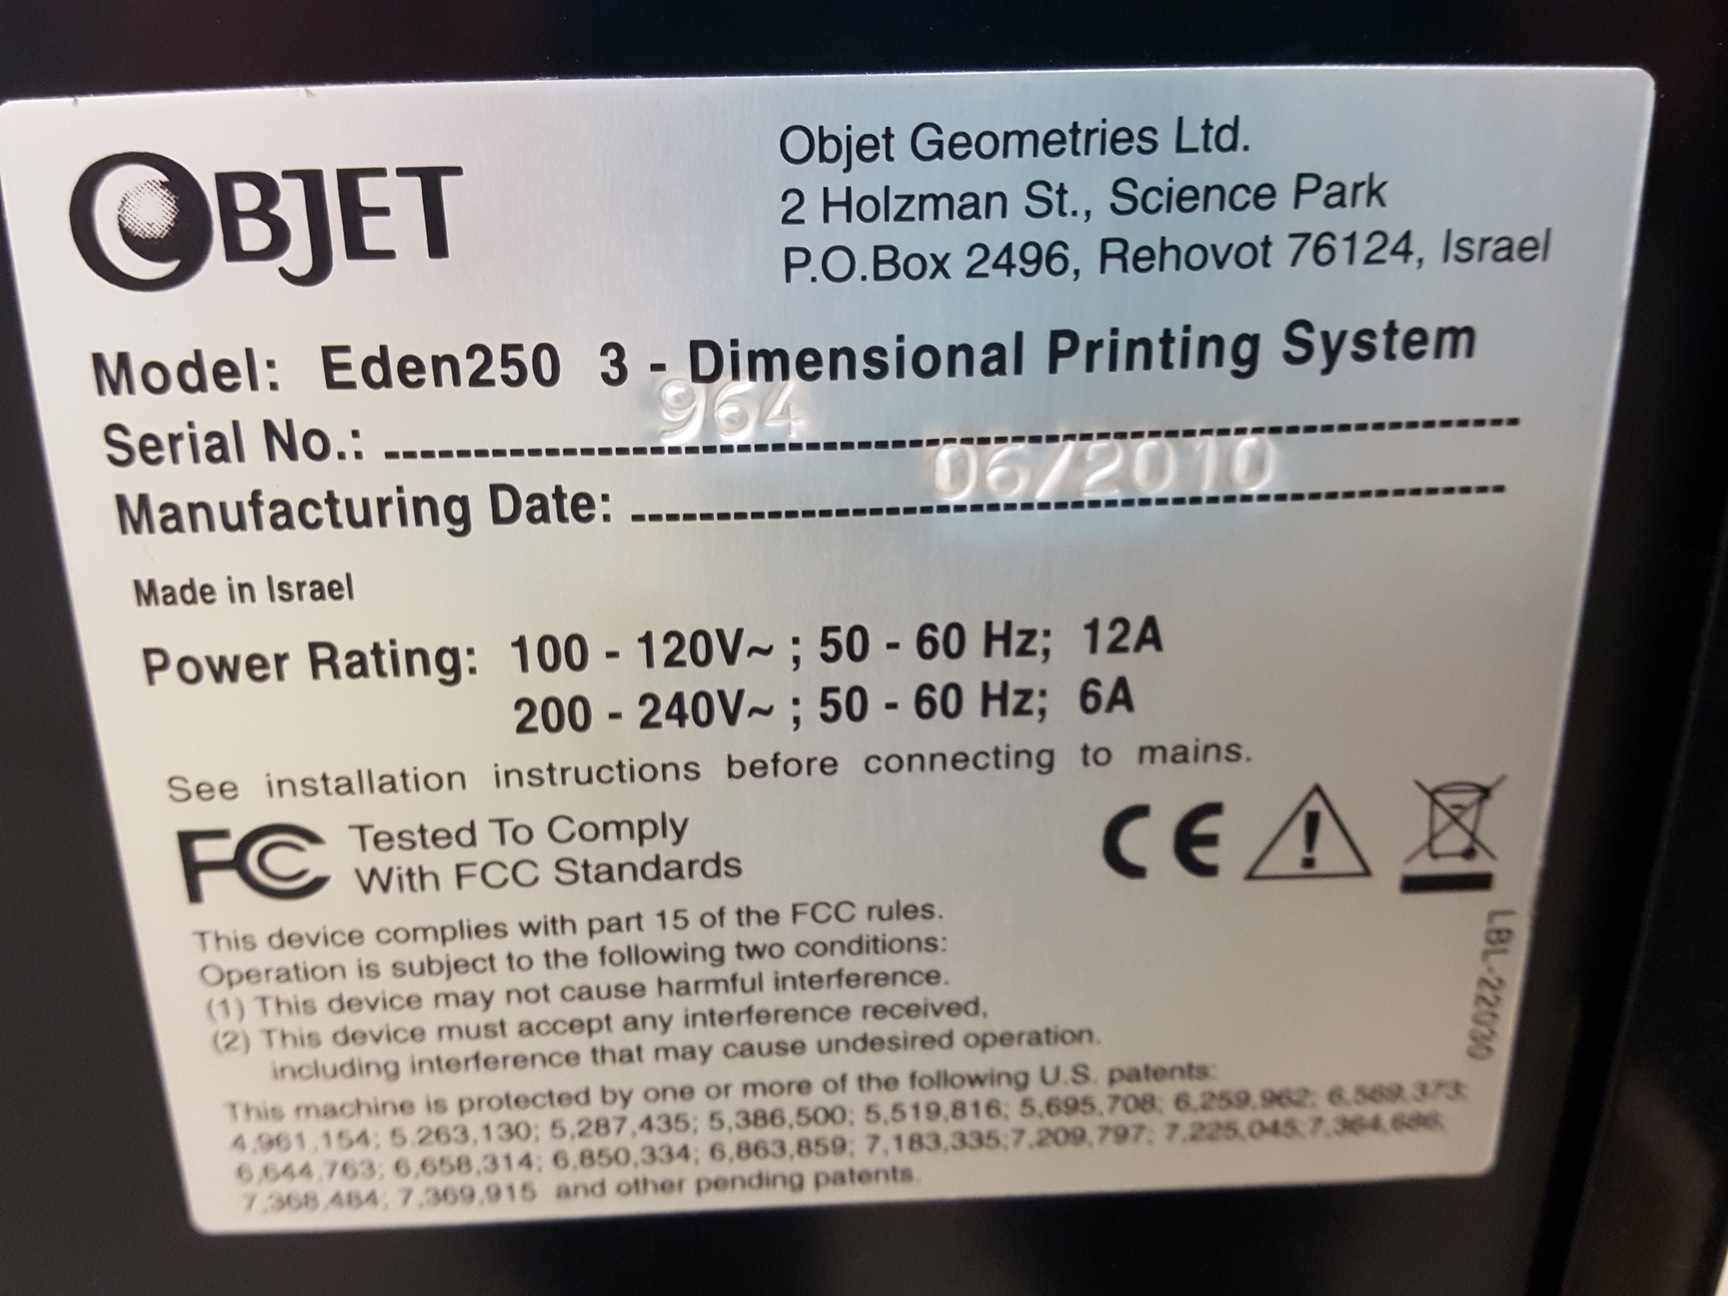 OBJET
Objet Geometries Ltd.
2 Holzman St., Science Park
P.O.Box 2496, Rehovot 76124, Israel
Model: Eden250 3 - Dimensional Printing System
Serial No.: 964
Manufacturing Date: 06/2010
Made in Israel
Power Rating: 100 - 120V~ ; 50 - 60 Hz; 12A
200 - 240V~ ; 50 - 60 Hz; 6A
See installation instructions before connecting to mains.
FC Tested To Comply
With FCC Standards
CE
This device complies with part 15 of the FCC rules.
Operation is subject to the following two conditions:
(1) This device may not cause harmful interference.
(2) This device must accept any interference received,
including interference that may cause undesired operation.
LBL-22030
This machine is protected by one or more of the following U.S. patents:
4,961,154; 5,263,130; 5,287,435; 5,386,500; 5,519,816; 5,695,708; 6,259,962; 6,569,373;
6,644,763; 6,658,314; 6,850,334; 6,863,859; 7,183,335;7,209,797; 7,225,045;7,364,686;
7,368,484; 7,369,915 and other pending patents.